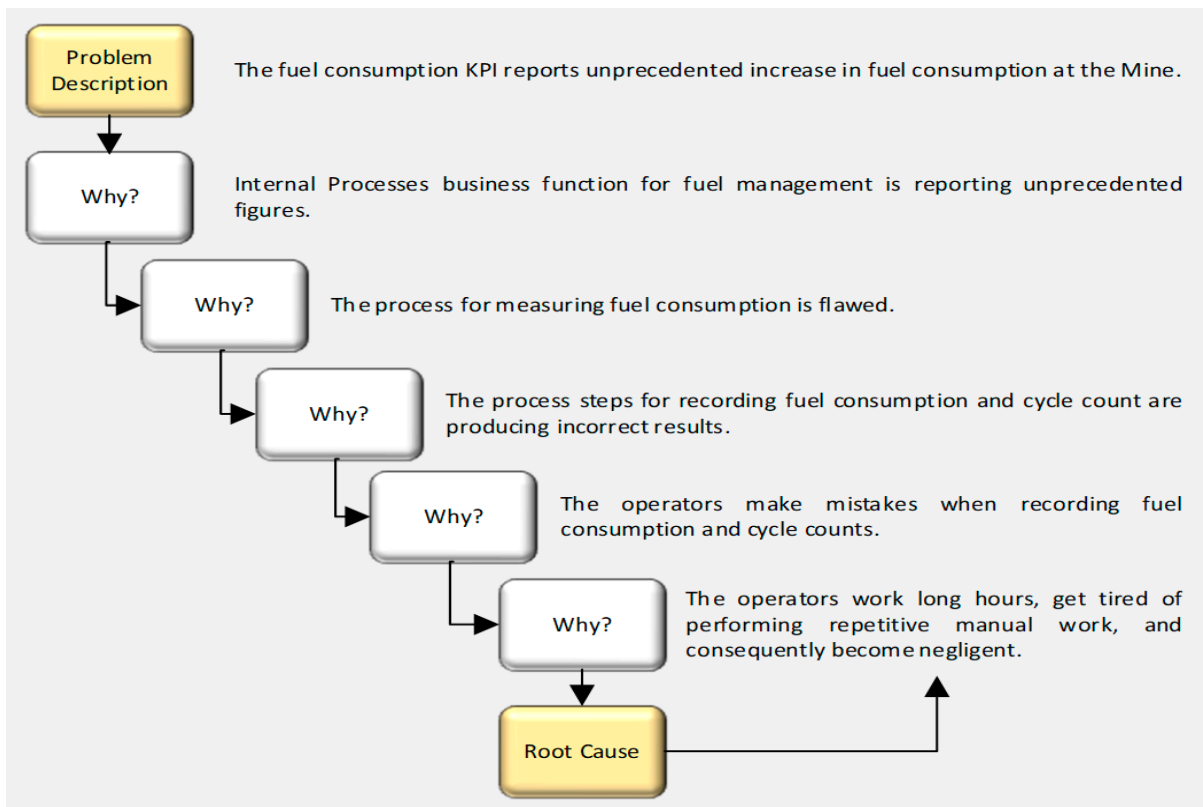 Problem
Description
The fuel consumption KPI reports unprecedented increase in fuel consumption at the Mine.
Why?
Internal Processes business function for fuel management is reporting unprecedented
figures.
Why?
The process for measuring fuel consumption is flawed.
Why?
The process steps for recording fuel consumption and cycle count are
producing incorrect results.
Why?
The operators make mistakes when recording fuel
consumption and cycle counts.
Why?
The operators work long hours, get tired of
performing repetitive manual work, and
consequently become negligent.
Root Cause